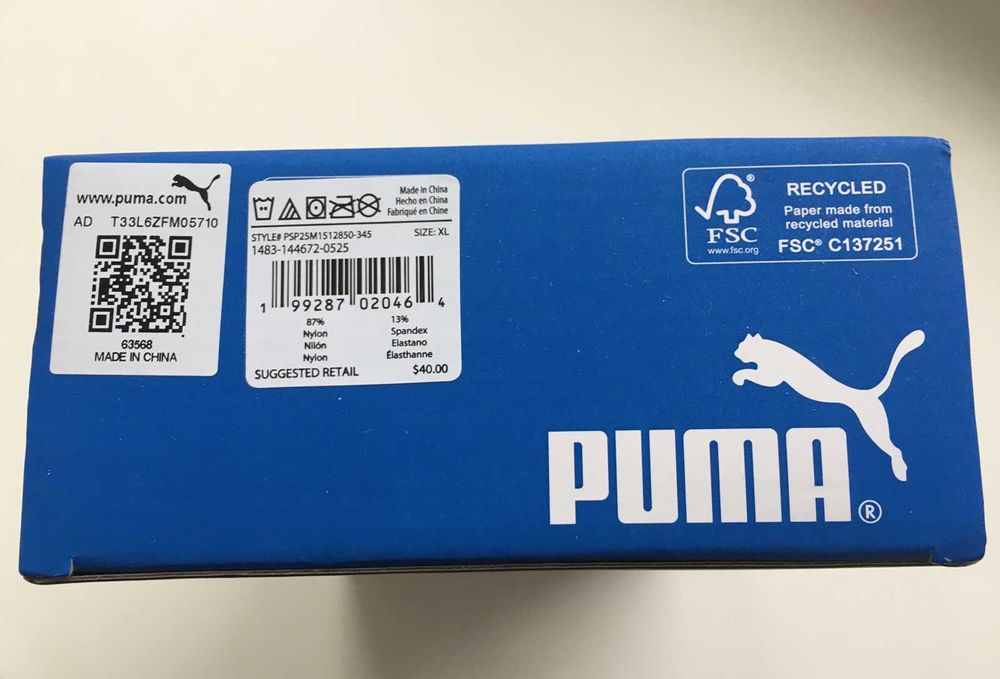 www.puma.com
AD T33L6ZFM05710
63568
MADE IN CHINA
Made in China
Hecho en China
Fabriqué en Chine
STYLE# PSP25M1512850-345 SIZE: XL
1483-144672-0525
1 99287 02046 4
87% 13%
Nylon Spandex
Nilón Elastano
Nylon Élasthanne
SUGGESTED RETAIL $40.00
FSC®
www.fsc.org
RECYCLED
Paper made from
recycled material
FSC® C137251
PUMA®